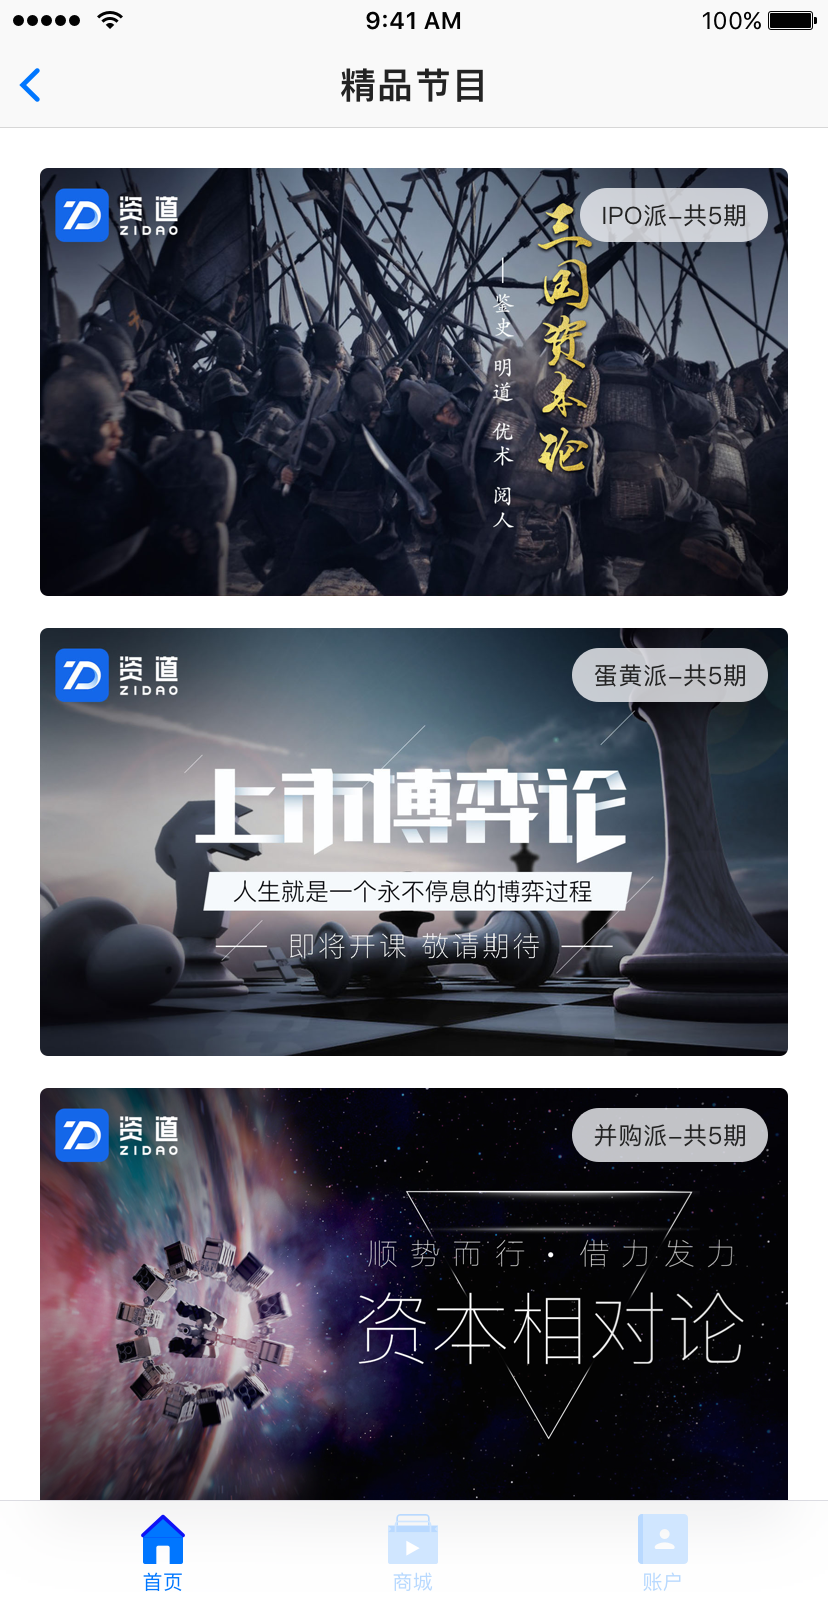 9:41 AM
100%
精品节目
资道
ZIDAO
IPO派-共5期
三国资本论
—鉴史 明道 优术 阅人
资道
ZIDAO
蛋黄派-共5期
上市博弈论
人生就是一个永不停息的博弈过程
即将开课 敬请期待
资道
ZIDAO
并购派-共5期
顺势而行·借力发力
资本相对论
首页
商城
账户